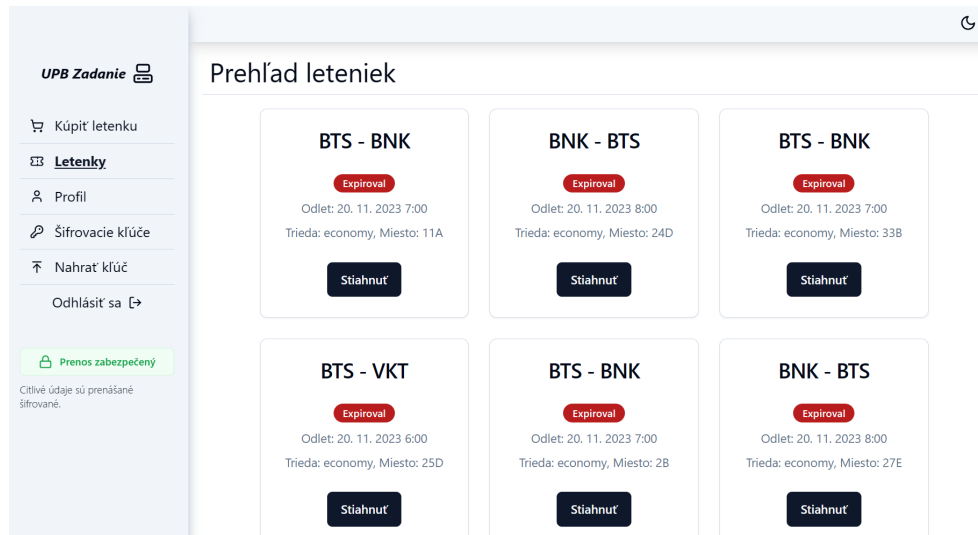 UPB Zadanie
Kúpiť letenku
Letenky
Profil
Šifrovacie kľúče
Nahrať kľúč
Odhlásiť sa
Prenos zabezpečený
Citlivé údaje sú prenášané
šifrované.
Prehľad leteniek
BTS - BNK
Expiroval
Odlet: 20. 11. 2023 7:00
Trieda: economy, Miesto: 11A
Stiahnuť
BNK - BTS
Expiroval
Odlet: 20. 11. 2023 8:00
Trieda: economy, Miesto: 24D
Stiahnuť
BTS - BNK
Expiroval
Odlet: 20. 11. 2023 7:00
Trieda: economy, Miesto: 33B
Stiahnuť
BTS - VKT
Expiroval
Odlet: 20. 11. 2023 6:00
Trieda: economy, Miesto: 25D
Stiahnuť
BTS - BNK
Expiroval
Odlet: 20. 11. 2023 7:00
Trieda: economy, Miesto: 2B
Stiahnuť
BNK - BTS
Expiroval
Odlet: 20. 11. 2023 8:00
Trieda: economy, Miesto: 27E
Stiahnuť